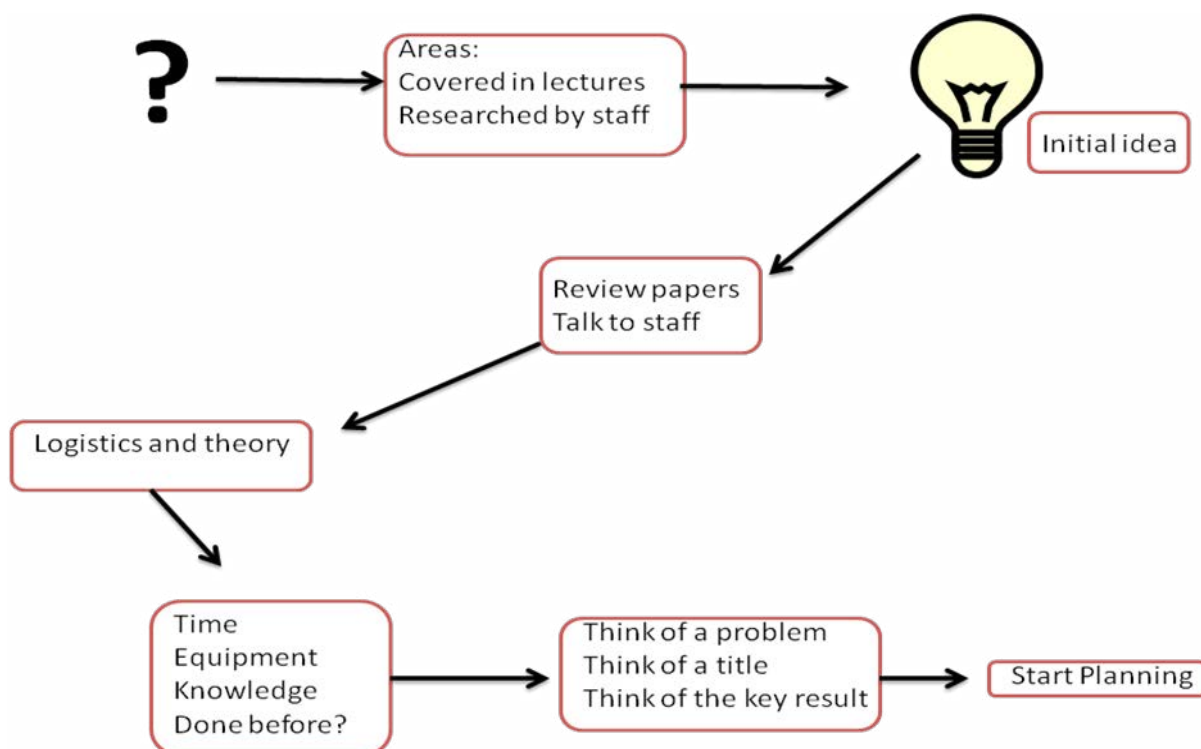 ?
Areas:
Covered in lectures
Researched by staff
Initial idea
Review papers
Talk to staff
Logistics and theory
Time
Equipment
Knowledge
Done before?
Think of a problem
Think of a title
Think of the key result
Start Planning